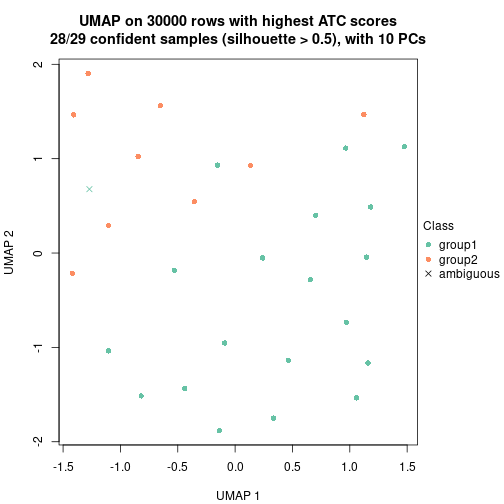 UMAP on 30000 rows with highest ATC scores
28/29 confident samples (silhouette > 0.5), with 10 PCs
2
1
0
-1
-2
UMAP 2
-1.5 -1.0 -0.5 0.0 0.5 1.0 1.5
UMAP 1
Class
group1
group2
ambiguous